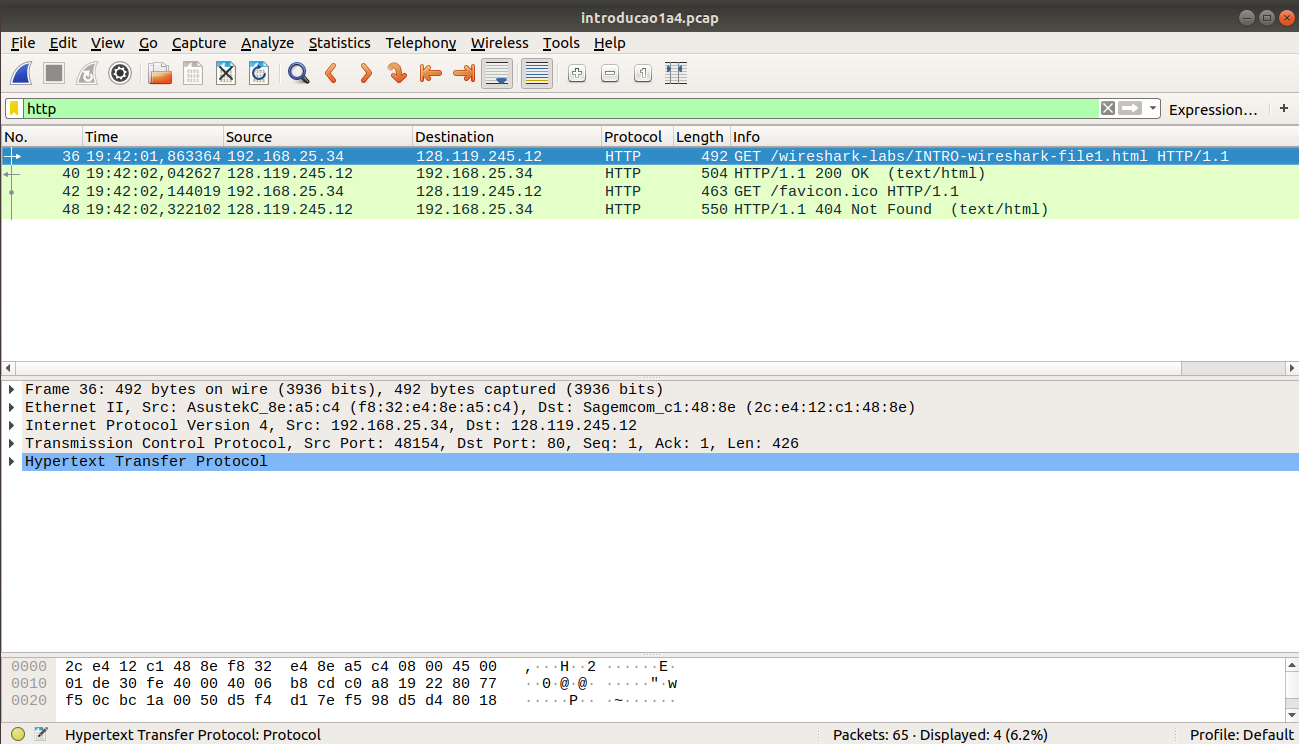 introducao1a4.pcap
File Edit View Go Capture Analyze Statistics Telephony Wireless Tools Help
http Expression… +
No. Time Source Destination Protocol Length Info
36 19:42:01,863364 192.168.25.34 128.119.245.12 HTTP 492 GET /wireshark-labs/INTRO-wireshark-file1.html HTTP/1.1
40 19:42:02,042627 128.119.245.12 192.168.25.34 HTTP 504 HTTP/1.1 200 OK  (text/html)
42 19:42:02,144019 192.168.25.34 128.119.245.12 HTTP 463 GET /favicon.ico HTTP/1.1
48 19:42:02,322102 128.119.245.12 192.168.25.34 HTTP 550 HTTP/1.1 404 Not Found  (text/html)
Frame 36: 492 bytes on wire (3936 bits), 492 bytes captured (3936 bits)
Ethernet II, Src: AsustekC_8e:a5:c4 (f8:32:e4:8e:a5:c4), Dst: Sagemcom_c1:48:8e (2c:e4:12:c1:48:8e)
Internet Protocol Version 4, Src: 192.168.25.34, Dst: 128.119.245.12
Transmission Control Protocol, Src Port: 48154, Dst Port: 80, Seq: 1, Ack: 1, Len: 426
Hypertext Transfer Protocol
0000 2c e4 12 c1 48 8e f8 32 e4 8e a5 c4 08 00 45 00 ,···H··2 ······E·
0010 01 de 30 fe 40 00 40 06 b8 cd c0 a8 19 22 80 77 ··0·@·@· ·····"·w
0020 f5 0c bc 1a 00 50 d5 f4 d1 7e f5 98 d5 d4 80 18 ·····P·· ·~······
Hypertext Transfer Protocol: Protocol Packets: 65 · Displayed: 4 (6.2%) Profile: Default